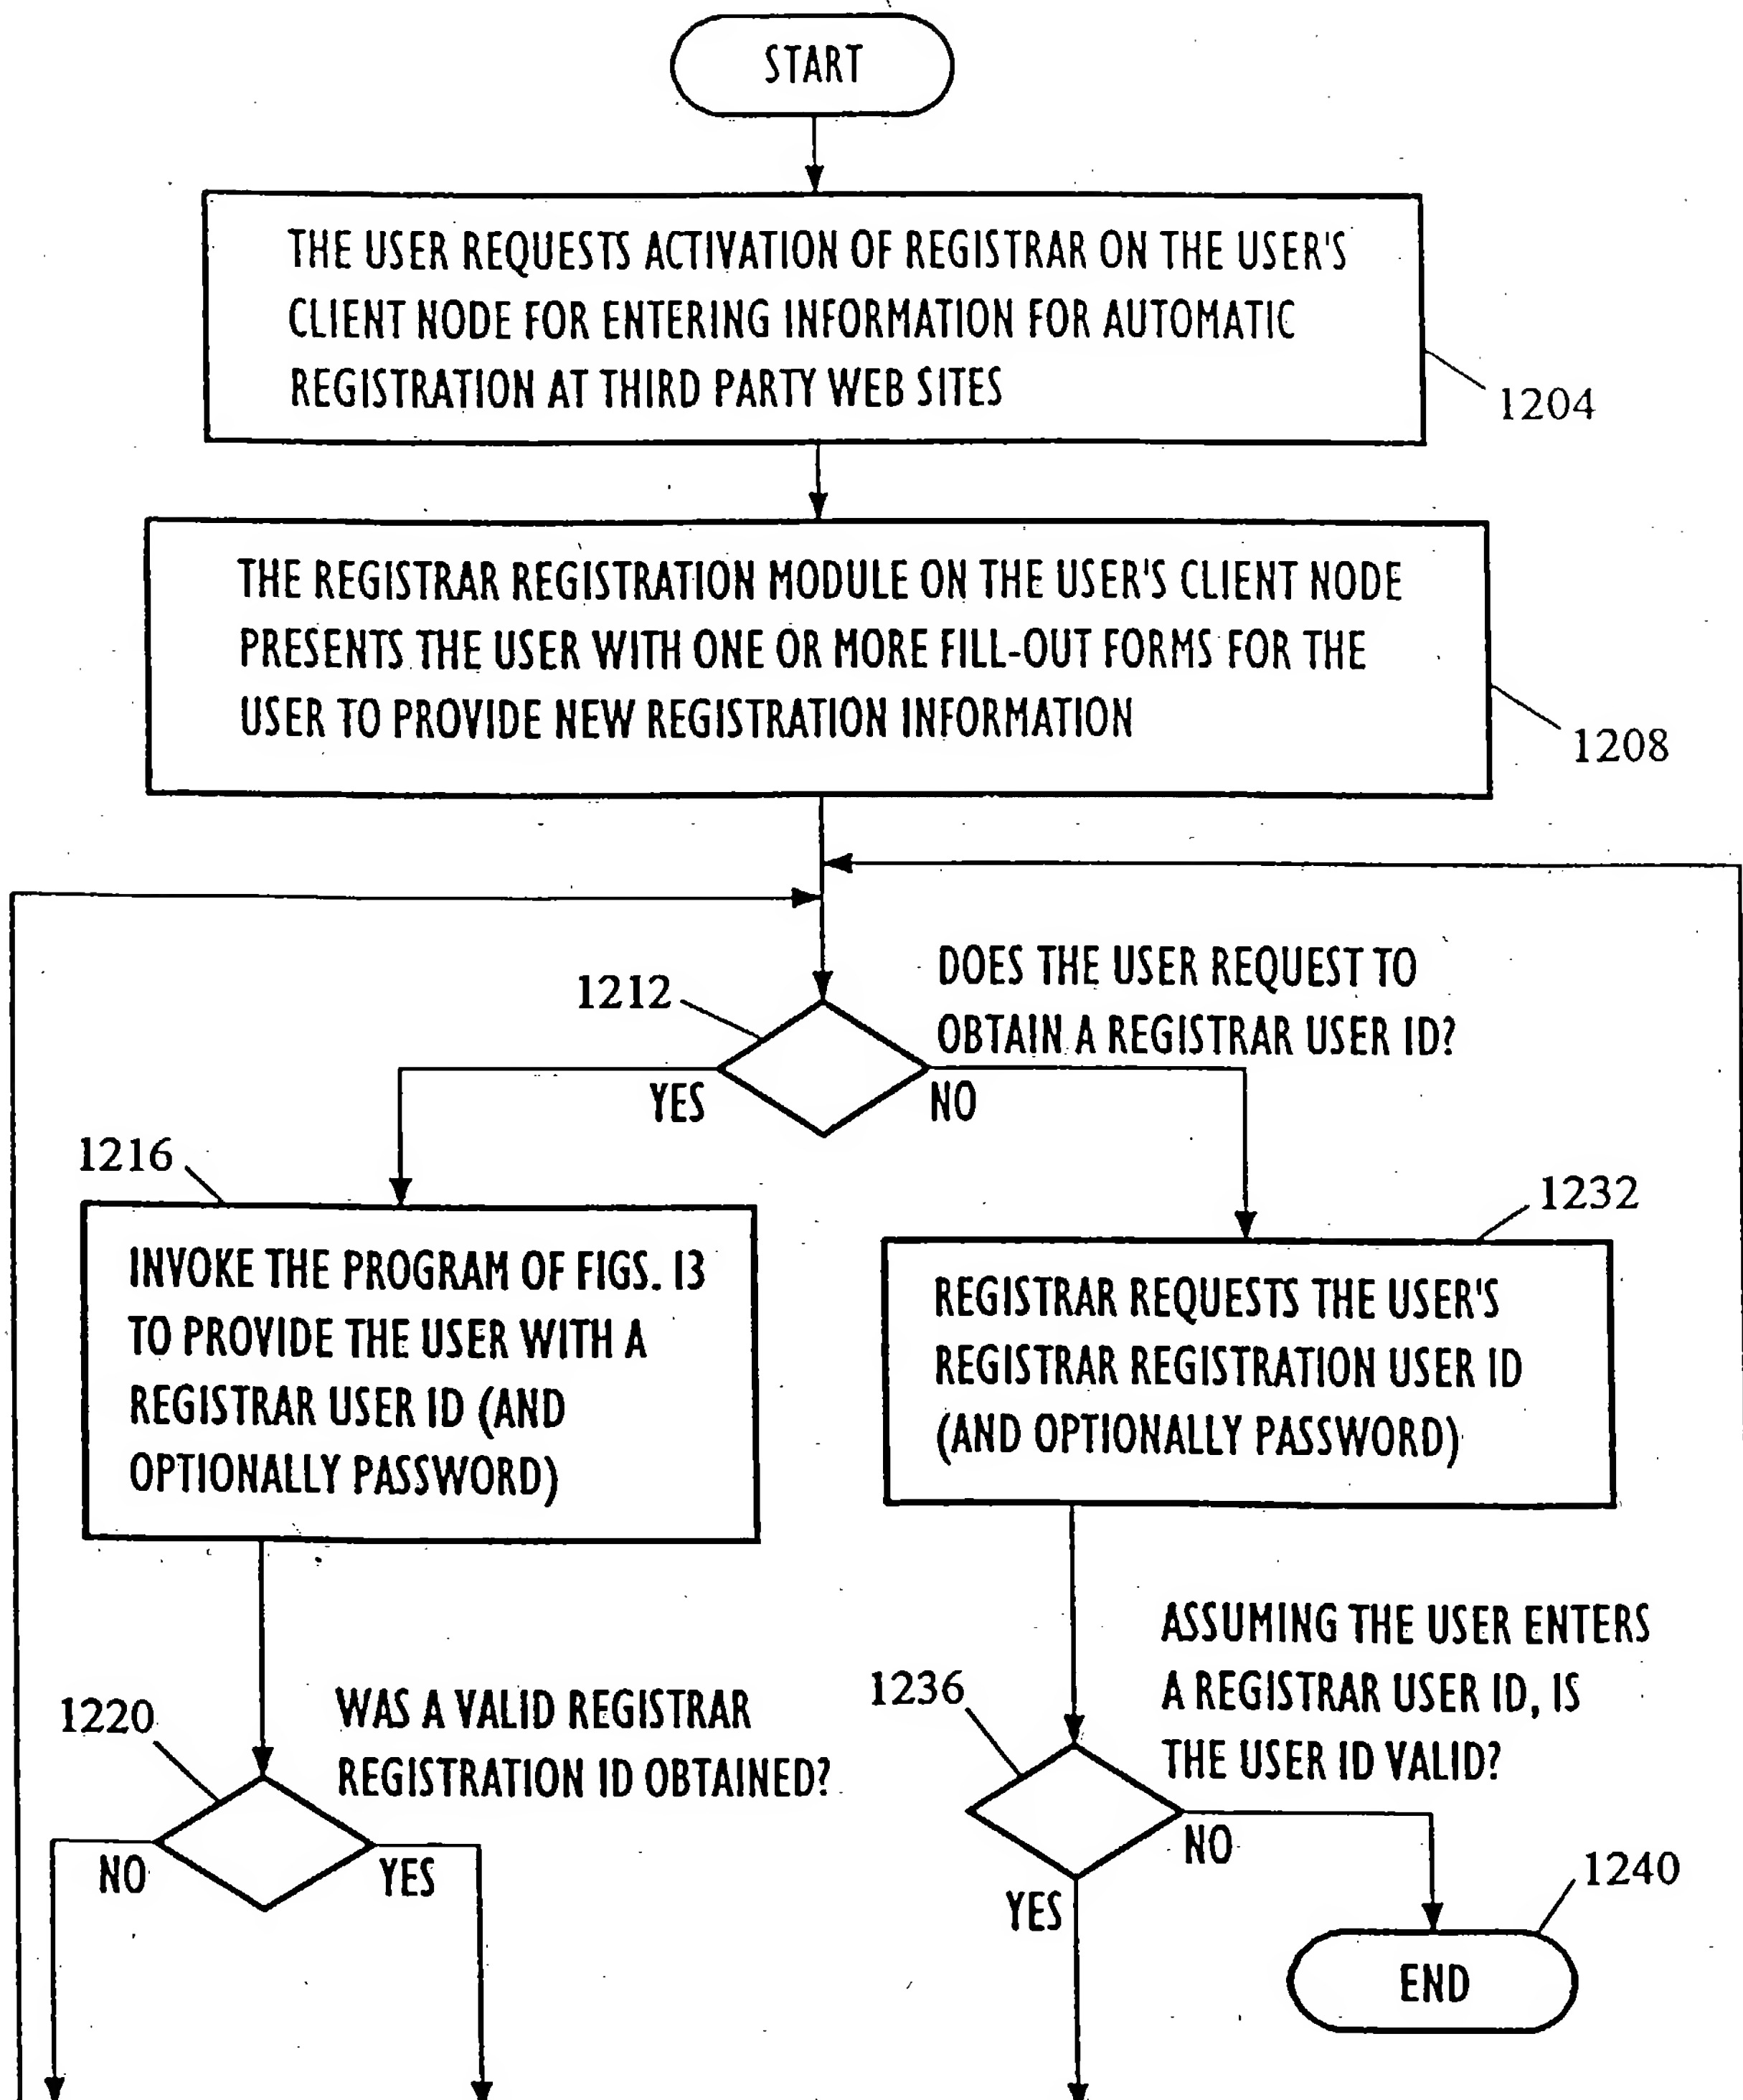 START
THE USER REQUESTS ACTIVATION OF REGISTRAR ON THE USER'S
CLIENT NODE FOR ENTERING INFORMATION FOR AUTOMATIC
REGISTRATION AT THIRD PARTY WEB SITES
1204
THE REGISTRAR REGISTRATION MODULE ON THE USER'S CLIENT NODE
PRESENTS THE USER WITH ONE OR MORE FILL-OUT FORMS FOR THE
USER TO PROVIDE NEW REGISTRATION INFORMATION
1208
1212
DOES THE USER REQUEST TO
OBTAIN A REGISTRAR USER ID?
YES
NO
1216
INVOKE THE PROGRAM OF FIGS. 13
TO PROVIDE THE USER WITH A
REGISTRAR USER ID (AND
OPTIONALLY PASSWORD)
1232
REGISTRAR REQUESTS THE USER'S
REGISTRAR REGISTRATION USER ID
(AND OPTIONALLY PASSWORD)
1220
WAS A VALID REGISTRAR
REGISTRATION ID OBTAINED?
NO
YES
1236
ASSUMING THE USER ENTERS
A REGISTRAR USER ID, IS
THE USER ID VALID?
NO
YES
1240
END